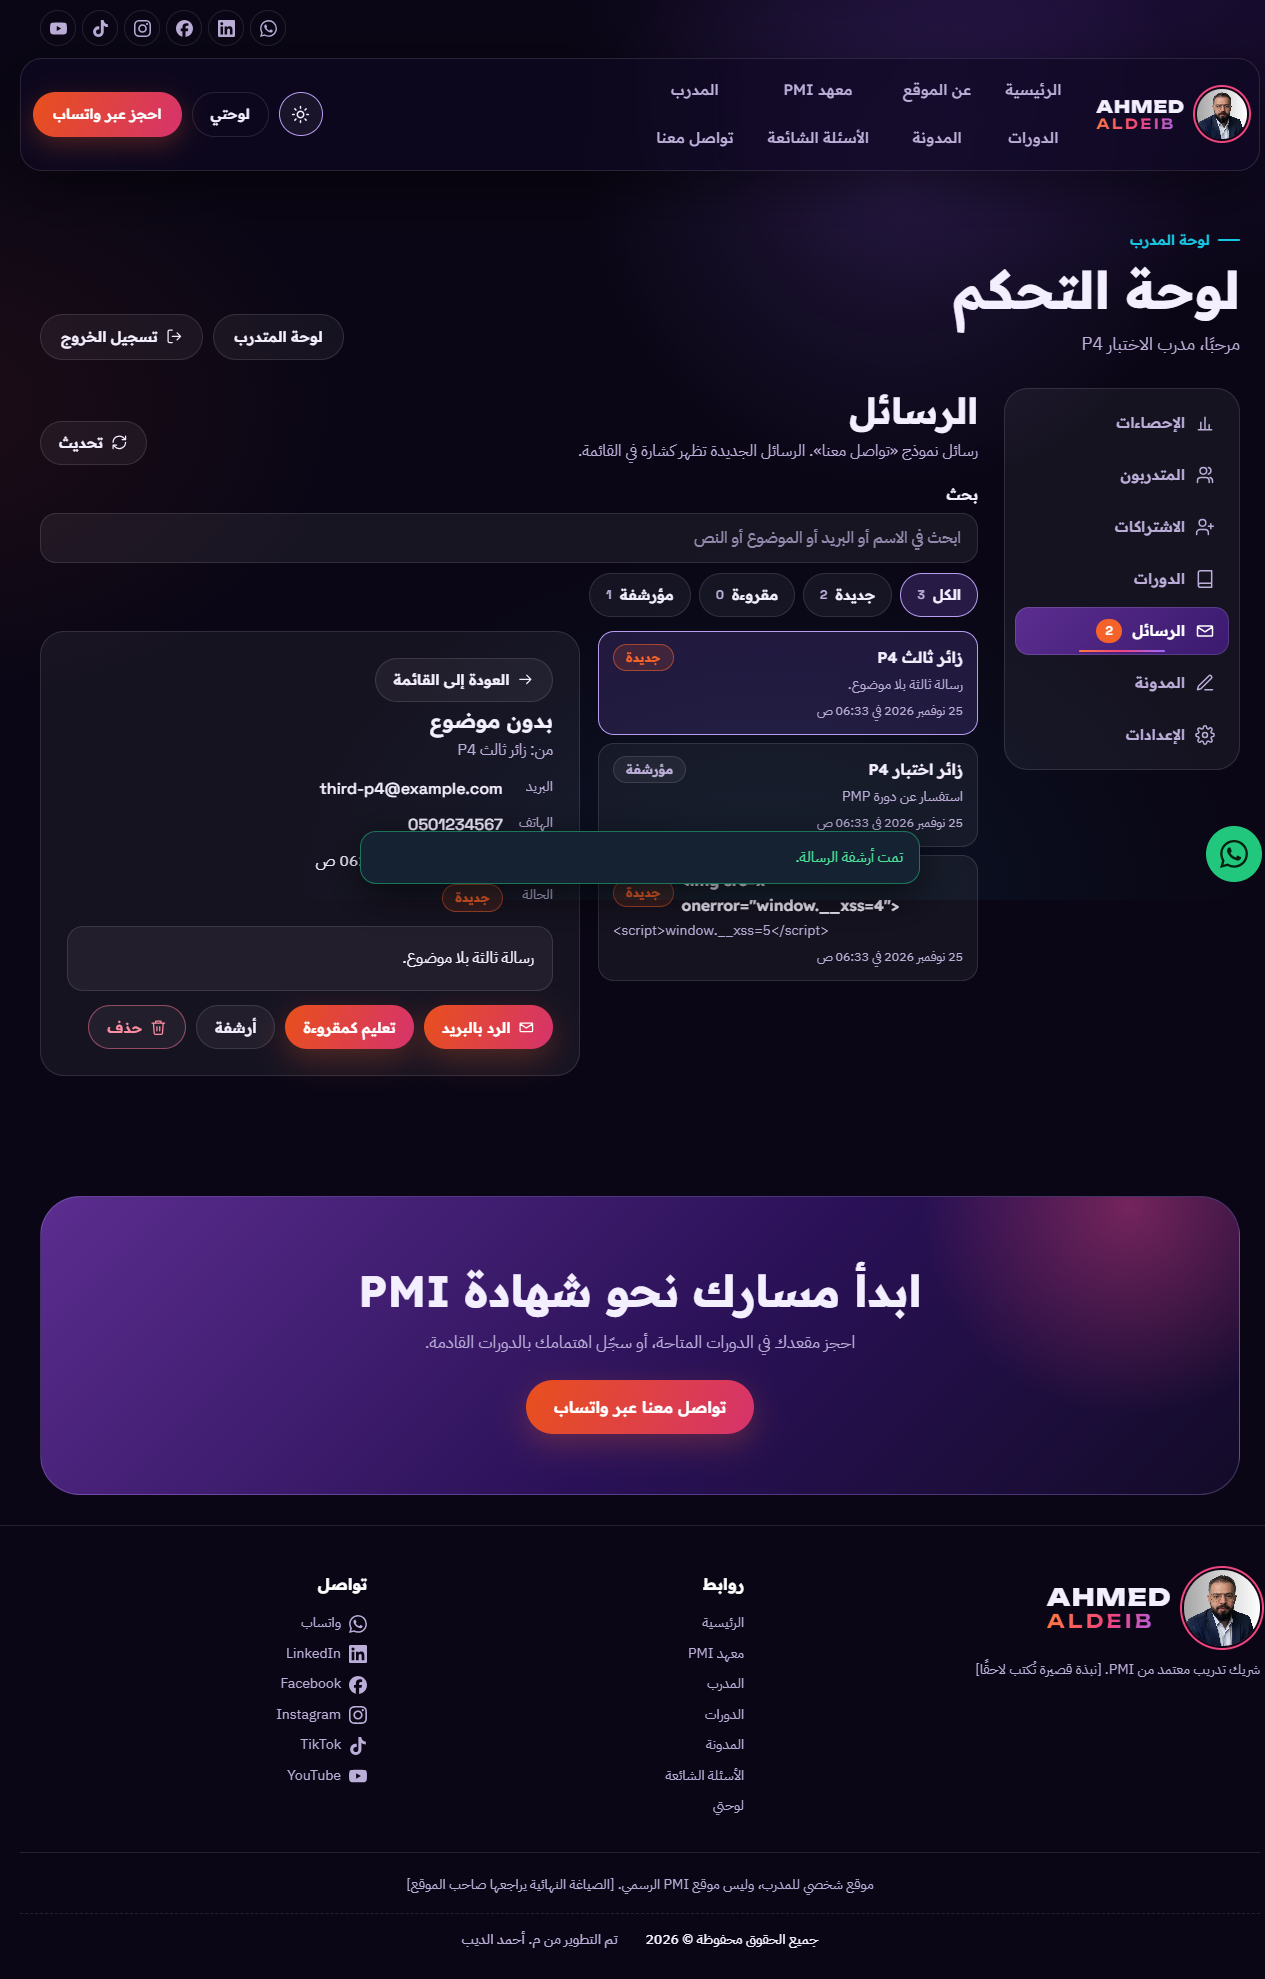 AHMED
ALDEIB
الرئيسية
عن الموقع
معهد PMI
المدرب
الدورات
المدونة
الأسئلة الشائعة
تواصل معنا
لوحتي
احجز عبر واتساب
لوحة المدرب
لوحة التحكم
مرحبًا، مدرب الاختبار P4
لوحة المتدرب
تسجيل الخروج
الإحصاءات
المتدربون
الاشتراكات
الدورات
الرسائل 2
المدونة
الإعدادات
الرسائل
رسائل نموذج «تواصل معنا». الرسائل الجديدة تظهر كشارة في القائمة.
تحديث
بحث
ابحث في الاسم أو البريد أو الموضوع أو النص
الكل 3
جديدة 2
مقروءة 0
مؤرشفة 1
زائر ثالث P4
جديدة
رسالة ثالثة بلا موضوع.
25 نوفمبر 2026 في 06:33 ص
زائر اختبار P4
مؤرشفة
استفسار عن دورة PMP
25 نوفمبر 2026 في 06:33 ص
جديدة
onerror="window.__xss=4">
<script>window.__xss=5</script>
25 نوفمبر 2026 في 06:33 ص
العودة إلى القائمة
بدون موضوع
من: زائر ثالث P4
البريد
third-p4@example.com
الهاتف
0501234567
ص
تمت أرشفة الرسالة.
الحالة
جديدة
رسالة ثالثة بلا موضوع.
الرد بالبريد
تعليم كمقروءة
أرشفة
حذف
ابدأ مسارك نحو شهادة PMI
احجز مقعدك في الدورات المتاحة، أو سجّل اهتمامك بالدورات القادمة.
تواصل معنا عبر واتساب
AHMED
ALDEIB
شريك تدريب معتمد من PMI. [نبذة قصيرة تُكتب لاحقًا]
روابط
الرئيسية
معهد PMI
المدرب
الدورات
المدونة
الأسئلة الشائعة
لوحتي
تواصل
واتساب
LinkedIn
Facebook
Instagram
TikTok
YouTube
موقع شخصي للمدرب، وليس موقع PMI الرسمي. [الصياغة النهائية يراجعها صاحب الموقع]
جميع الحقوق محفوظة © 2026
تم التطوير من م. أحمد الديب